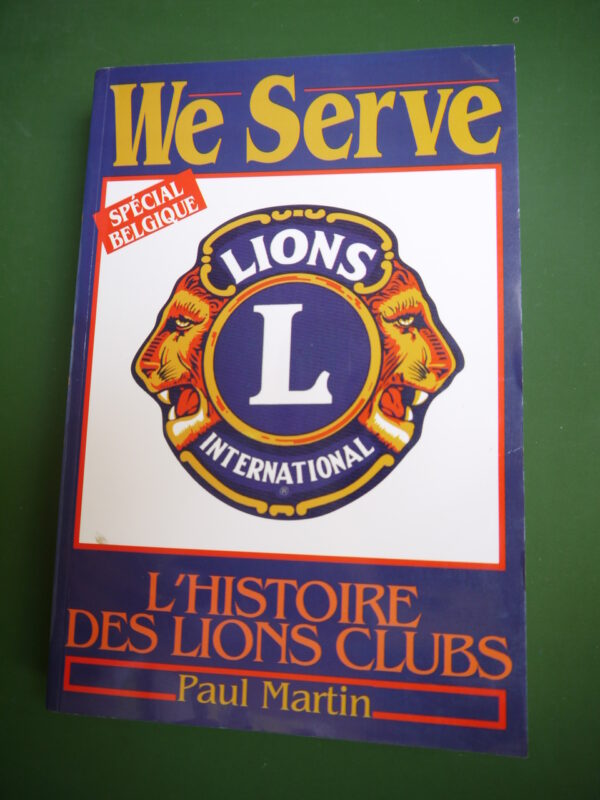 We Serve
SPÉCIAL
BELGIQUE
LIONS
L
INTERNATIONAL
®
L'HISTOIRE
DES LIONS CLUBS
Paul Martin